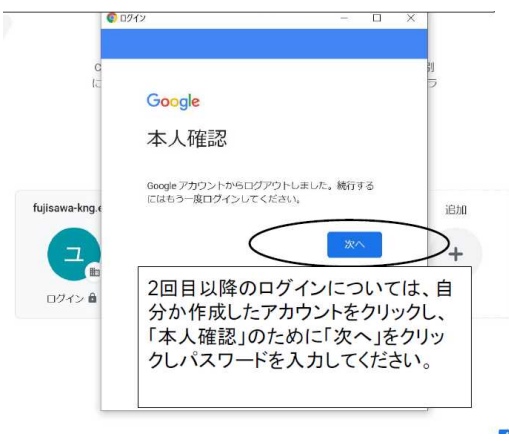 ログイン
C
別
に
ラ
Google
本人確認
Google アカウントからログアウトしました。続行する
にはもう一度ログインしてください。
fujisawa-kng.e
追加
次へ
ユ
+
ログイン
2回目以降のログインについては、自
分か作成したアカウントをクリックし、
「本人確認」のために「次へ」をクリッ
クしパスワードを入力してください。